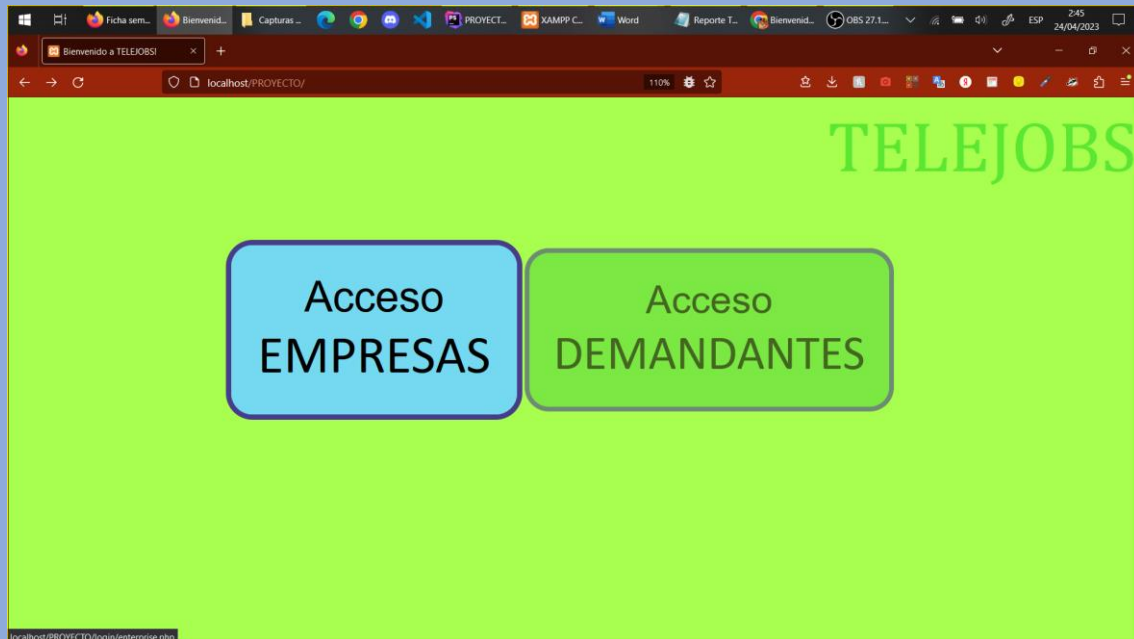 Ficha sem...
Bienvenid...
Capturas ...
PROYECT...
XAMPP C...
Word
Reporte T...
Bienvenid...
OBS 27.1...
ESP
2:45
24/04/2023
Bienvenido a TELEJOBS!
localhost/PROYECTO/
110%
TELEJOBS
Acceso
EMPRESAS
Acceso
DEMANDANTES
localhost/PROYECTO/login/enterprise.php